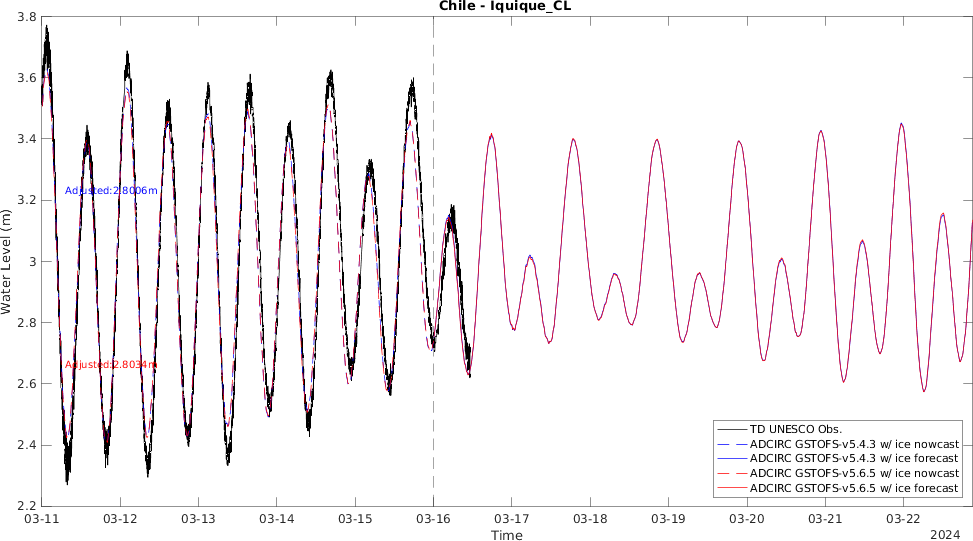 Chile - Iquique_CL
3.8
3.6
3.4
3.2
3
2.8
2.6
2.4
2.2
Water Level (m)
Adjusted:2.8006m
Adjusted:2.8034m
TD UNESCO Obs.
ADCIRC GSTOFS-v5.4.3 w/ ice nowcast
ADCIRC GSTOFS-v5.4.3 w/ ice forecast
ADCIRC GSTOFS-v5.6.5 w/ ice nowcast
ADCIRC GSTOFS-v5.6.5 w/ ice forecast
03-11 03-12 03-13 03-14 03-15 03-16 03-17 03-18 03-19 03-20 03-21 03-22
Time
2024